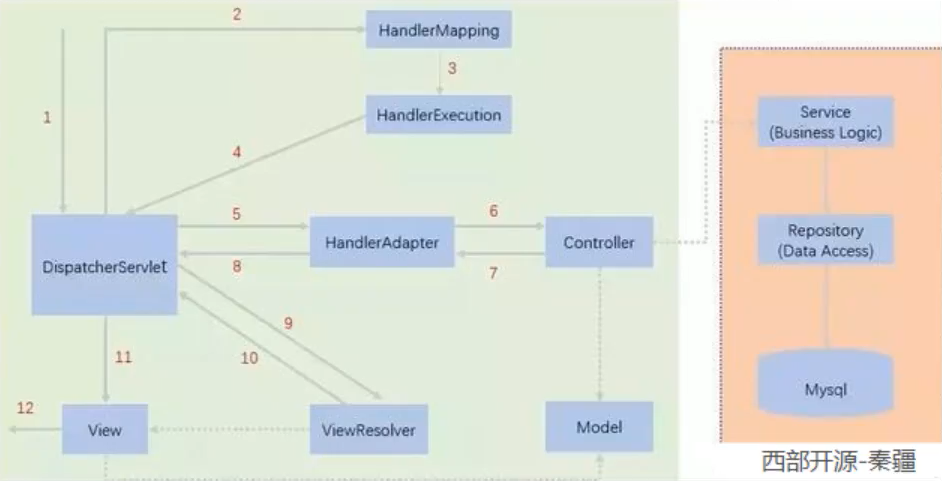 2
HandlerMapping
1
3
HandlerExecution
Service
(Business Logic)
4
5
6
DispatcherServlet
HandlerAdapter
Controller
Repository
(Data Access)
8
7
9
10
11
Mysql
12
View
ViewResolver
Model
西部开源-秦疆